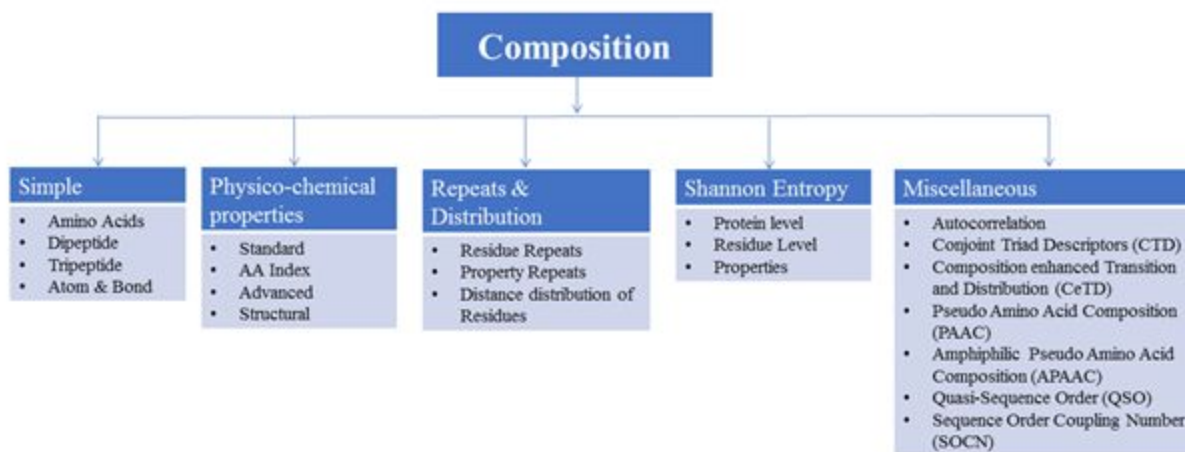 Composition
Simple
• Amino Acids
• Dipeptide
• Tripeptide
• Atom & Bond
Physico-chemical
properties
• Standard
• AA Index
• Advanced
• Structural
Repeats &
Distribution
• Residue Repeats
• Property Repeats
• Distance distribution of
Residues
Shannon Entropy
• Protein level
• Residue Level
• Properties
Miscellaneous
• Autocorrelation
• Conjoint Triad Descriptors (CTD)
• Composition enhanced Transition
and Distribution (CeTD)
• Pseudo Amino Acid Composition
(PAAC)
• Amphiphilic Pseudo Amino Acid
Composition (APAAC)
• Quasi-Sequence Order (QSO)
• Sequence Order Coupling Number
(SOCN)